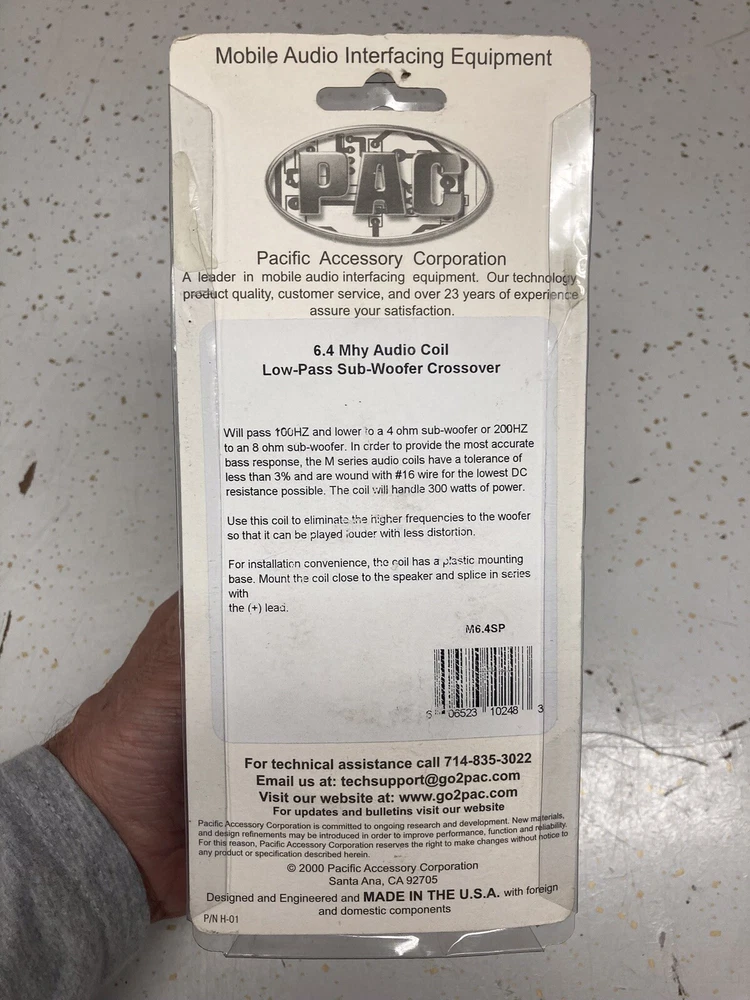 Mobile Audio Interfacing Equipment
PAC
Pacific Accessory Corporation
A leader in mobile audio interfacing equipment. Our technology
product quality, customer service, and over 23 years of experience
assure your satisfaction.
6.4 Mhy Audio Coil
Low-Pass Sub-Woofer Crossover
Will pass 100HZ and lower to a 4 ohm sub-woofer or 200HZ
to an 8 ohm sub-woofer. In order to provide the most accurate
bass response, the M series audio coils have a tolerance of
less than 3% and are wound with #16 wire for the lowest DC
resistance possible. The coil will handle 300 watts of power.
Use this coil to eliminate the higher frequencies to the woofer
so that it can be played louder with less distortion.
For installation convenience, the coil has a plastic mounting
base. Mount the coil close to the speaker and splice in series
with
the (+) lead.
M6.4SP
06523 10248 3
For technical assistance call 714-835-3022
Email us at: techsupport@go2pac.com
Visit our website at: www.go2pac.com
For updates and bulletins visit our website
Pacific Accessory Corporation is committed to ongoing research and development. New materials,
and design refinements may be introduced in order to improve performance, function and reliability.
For this reason, Pacific Accessory Corporation reserves the right to make changes without notice to
any product or specification described herein.
© 2000 Pacific Accessory Corporation
Santa Ana, CA 92705
Designed and Engineered and MADE IN THE U.S.A. with foreign
and domestic components
P/N H-01